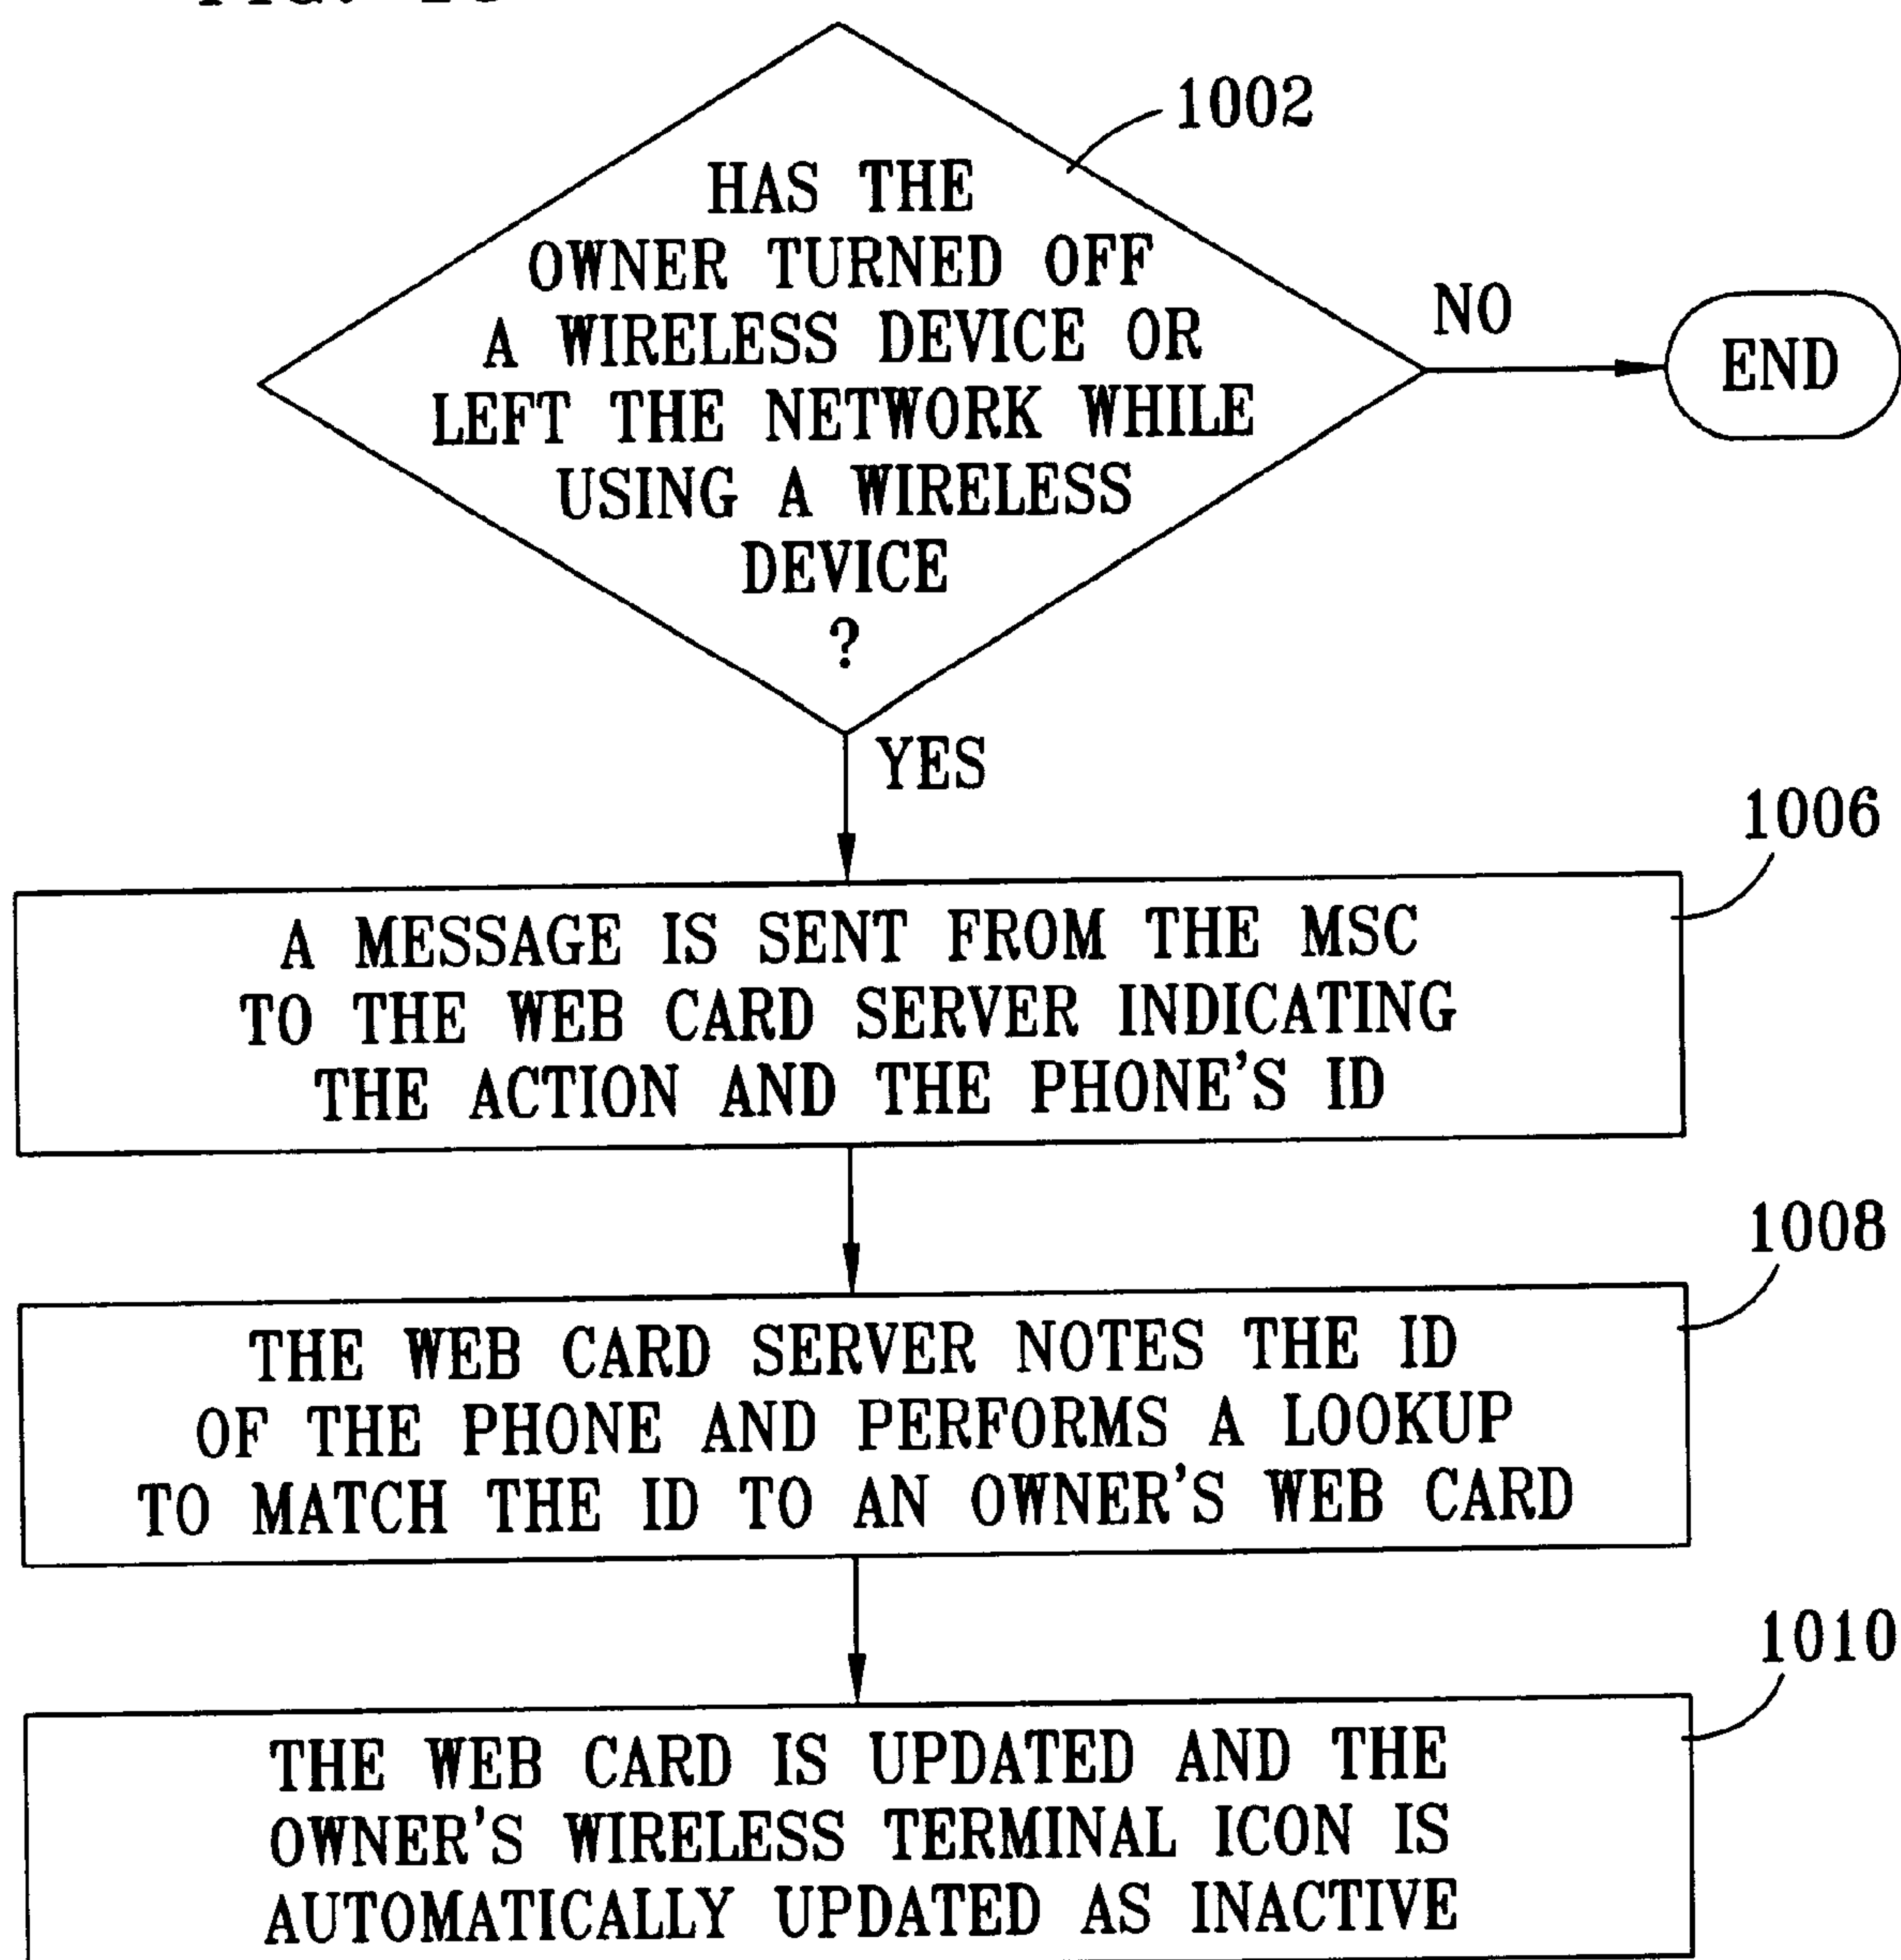 1002
HAS THE
OWNER TURNED OFF
A WIRELESS DEVICE OR
LEFT THE NETWORK WHILE
USING A WIRELESS
DEVICE
?
NO
END
YES
1006
A MESSAGE IS SENT FROM THE MSC
TO THE WEB CARD SERVER INDICATING
THE ACTION AND THE PHONE'S ID
1008
THE WEB CARD SERVER NOTES THE ID
OF THE PHONE AND PERFORMS A LOOKUP
TO MATCH THE ID TO AN OWNER'S WEB CARD
1010
THE WEB CARD IS UPDATED AND THE
OWNER'S WIRELESS TERMINAL ICON IS
AUTOMATICALLY UPDATED AS INACTIVE